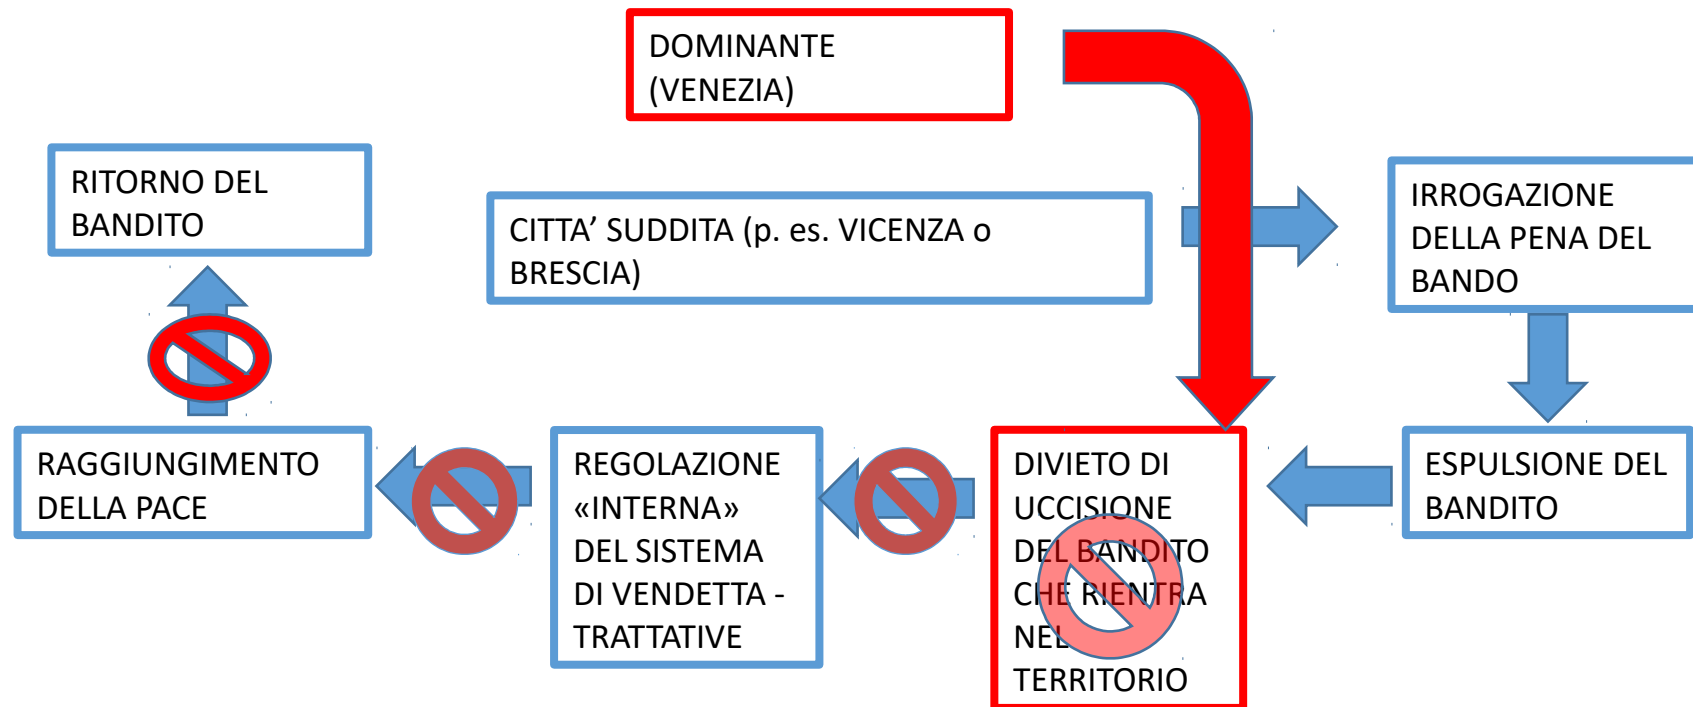 DOMINANTE
(VENEZIA)
RITORNO DEL
BANDITO
CITTA’ SUDDITA (p. es. VICENZA o
BRESCIA)
IRROGAZIONE
DELLA PENA DEL
BANDO
RAGGIUNGIMENTO
DELLA PACE
REGOLAZIONE
«INTERNA»
DEL SISTEMA
DI VENDETTA -
TRATTATIVE
DIVIETO DI
UCCISIONE
DEL BANDITO
CHE RIENTRA
NEL
TERRITORIO
ESPULSIONE DEL
BANDITO